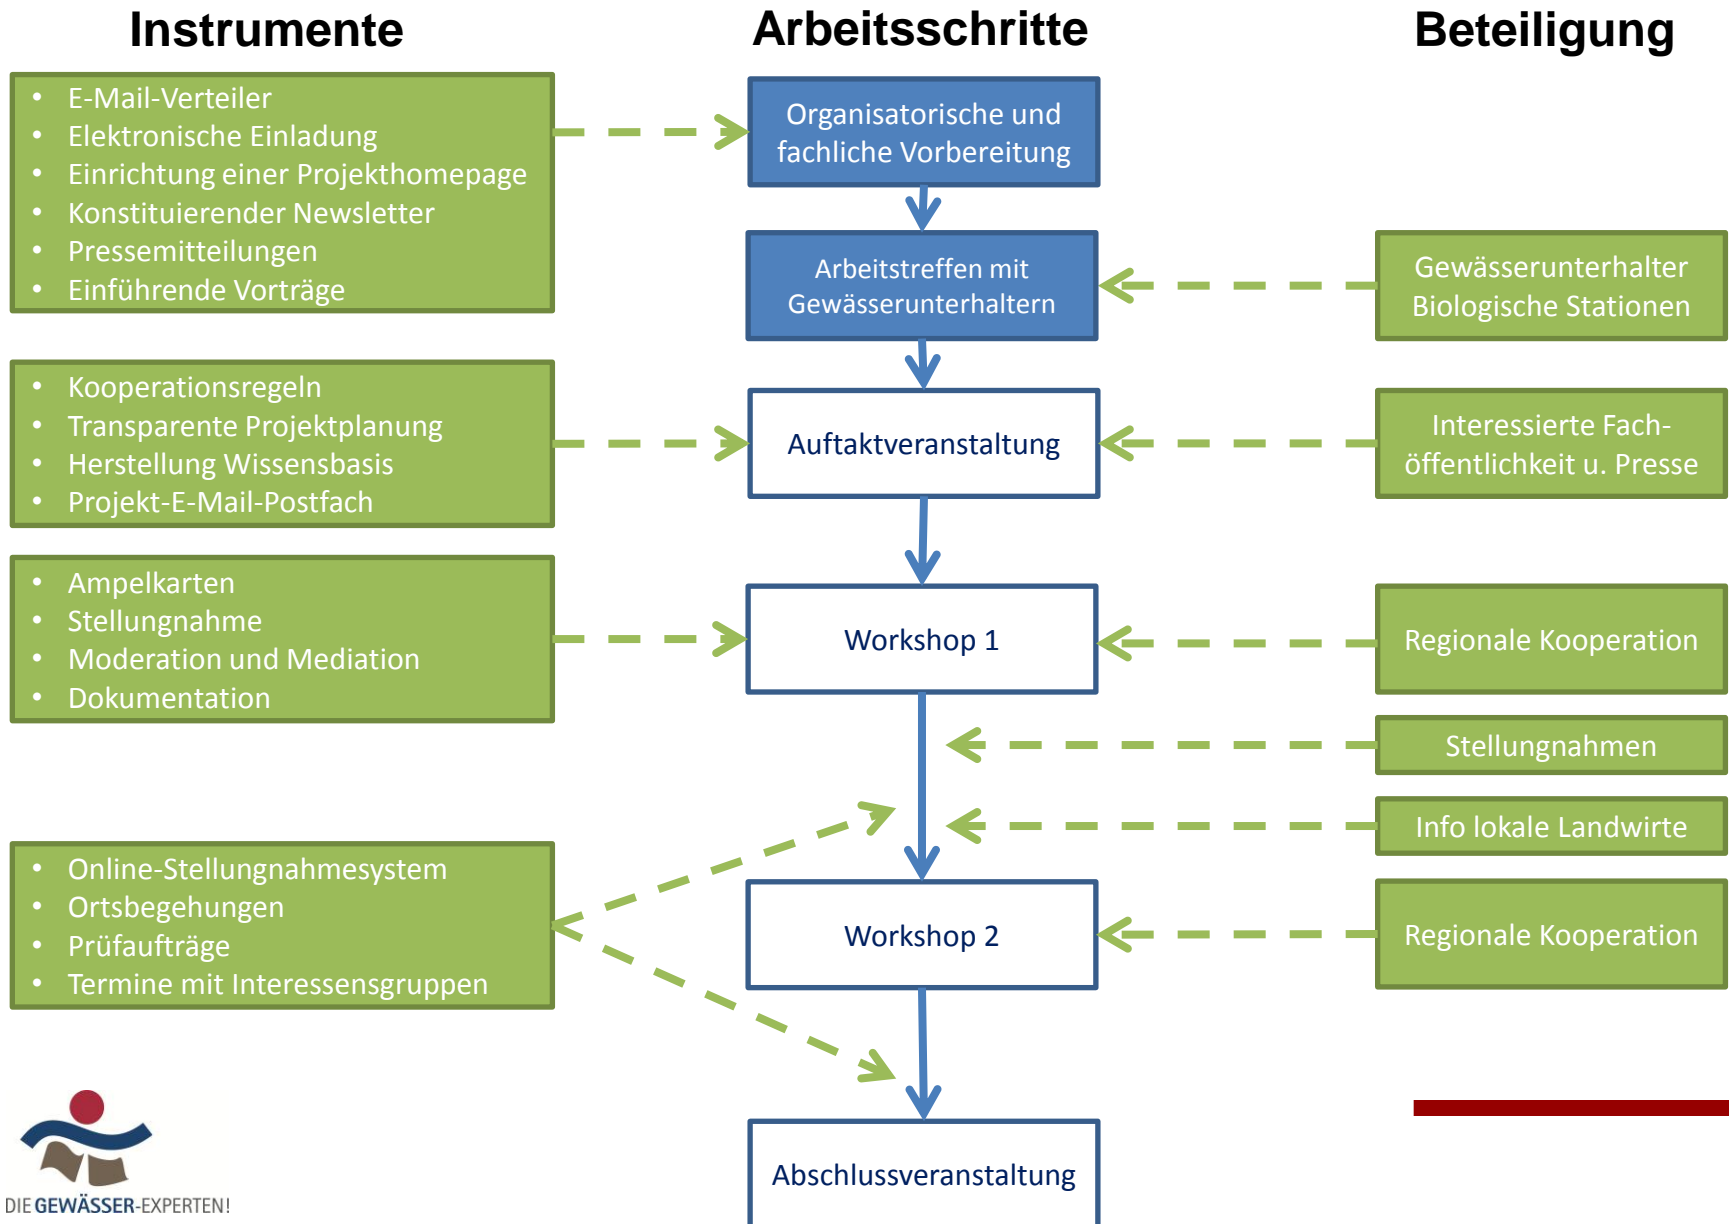 Instrumente
Arbeitsschritte
Beteiligung
• E-Mail-Verteiler
• Elektronische Einladung
• Einrichtung einer Projekthomepage
• Konstituierender Newsletter
• Pressemitteilungen
• Einführende Vorträge
• Kooperationsregeln
• Transparente Projektplanung
• Herstellung Wissensbasis
• Projekt-E-Mail-Postfach
• Ampelkarten
• Stellungnahme
• Moderation und Mediation
• Dokumentation
• Online-Stellungnahmesystem
• Ortsbegehungen
• Prüfaufträge
• Termine mit Interessensgruppen
Organisatorische und
fachliche Vorbereitung
Arbeitstreffen mit
Gewässerunterhaltern
Auftaktveranstaltung
Workshop 1
Workshop 2
Abschlussveranstaltung
Gewässerunterhalter
Biologische Stationen
Interessierte Fach-
öffentlichkeit u. Presse
Regionale Kooperation
Stellungnahmen
Info lokale Landwirte
Regionale Kooperation
DIE GEWÄSSER-EXPERTEN!